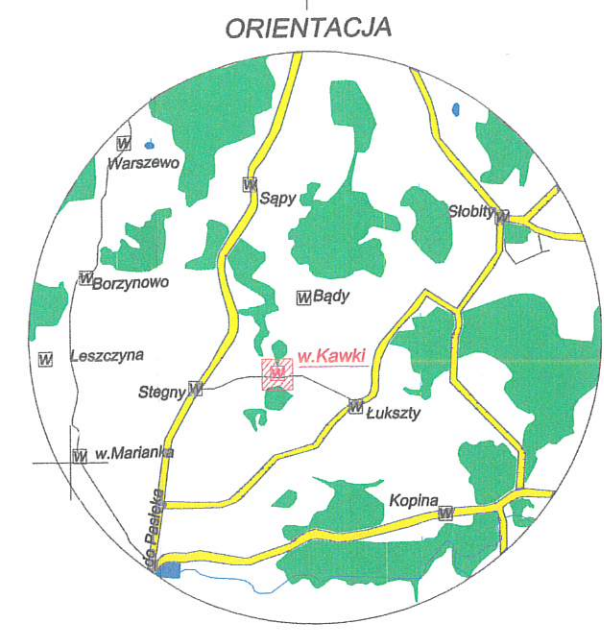 ORIENTACJA
W
Warszewo
W
Sąpy
Słobity
W
W
Borzynowo
W
Bądy
W
Leszczyna
w.Kawki
W
Stegny
W
W
Łukszty
W
w.Marianka
Kopina
W
do Pasłęka